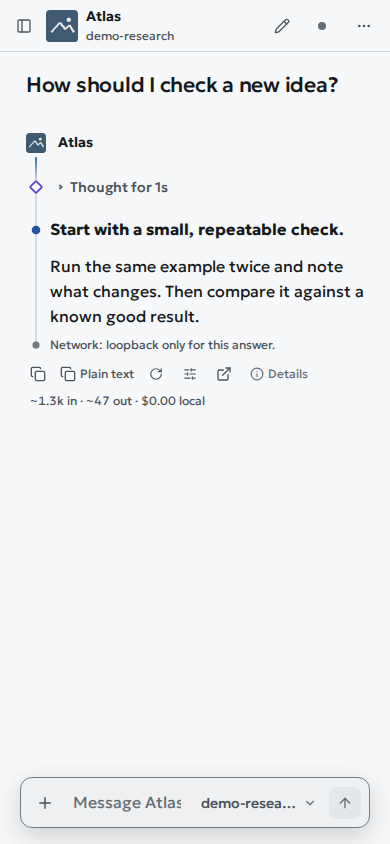 Atlas
demo-research
How should I check a new idea?
Atlas
Thought for 1s
Start with a small, repeatable check.
Run the same example twice and note
what changes. Then compare it against a
known good result.
Network: loopback only for this answer.
Plain text
Details
~1.3k in · ~47 out · $0.00 local
Message Atlas
demo-resea...